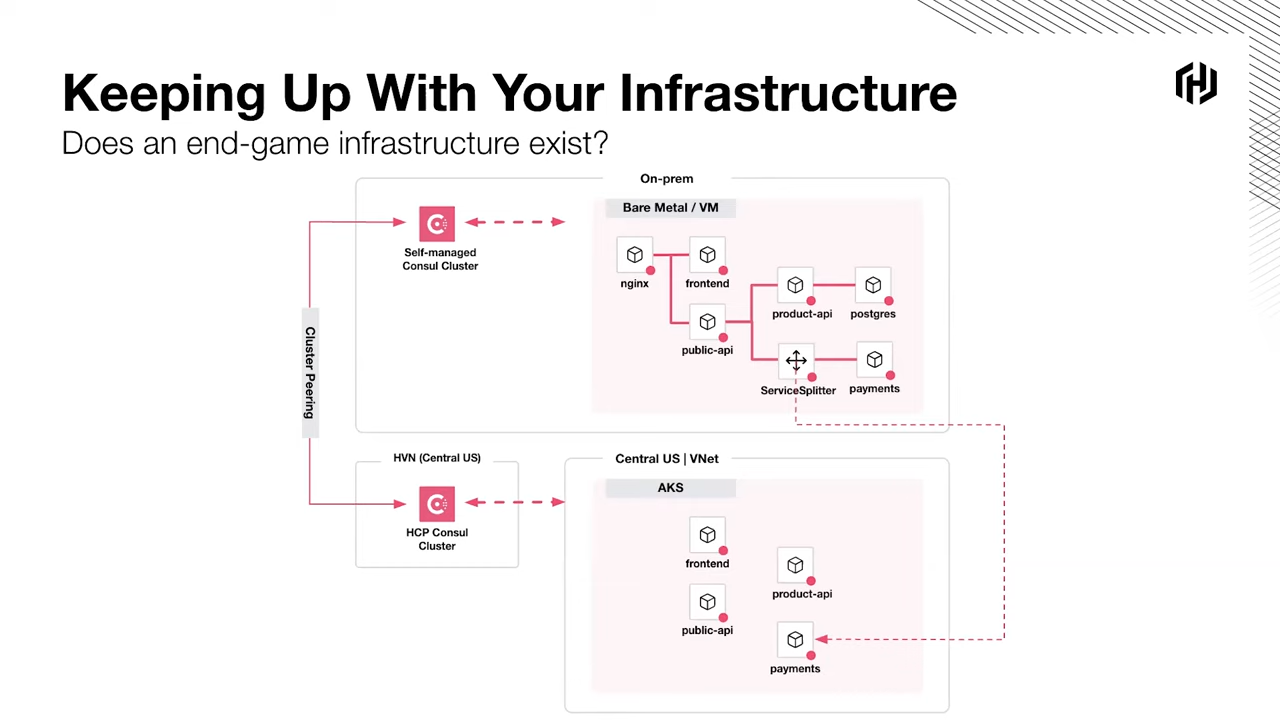 Keeping Up With Your Infrastructure
Does an end-game infrastructure exist?
On-prem
Bare Metal / VM
Self-managed
Consul Cluster
nginx
frontend
product-api
postgres
public-api
ServiceSplitter
payments
Cluster Peering
HVN (Central US)
HCP Consul
Cluster
Central US | VNet
AKS
frontend
product-api
public-api
payments